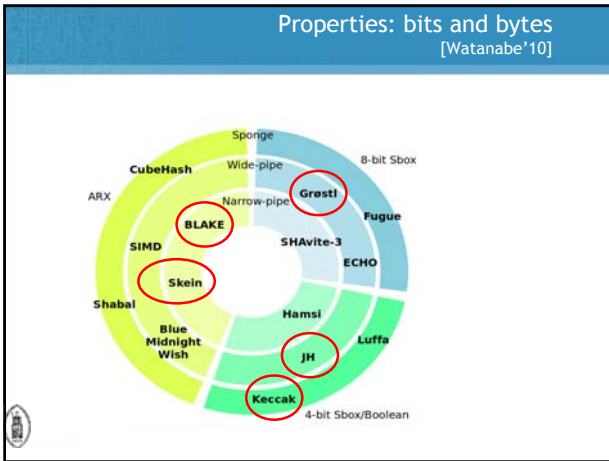 Properties: bits and bytes
[Watanabe'10]
Sponge
8-bit Sbox
CubeHash
Wide-pipe
ARX
Narrow-pipe
Grøstl
BLAKE
Fugue
SHAvite-3
SIMD
ECHO
Skein
Shabal
Hamsi
Blue
Midnight
Wish
Luffa
JH
Keccak
4-bit Sbox/Boolean